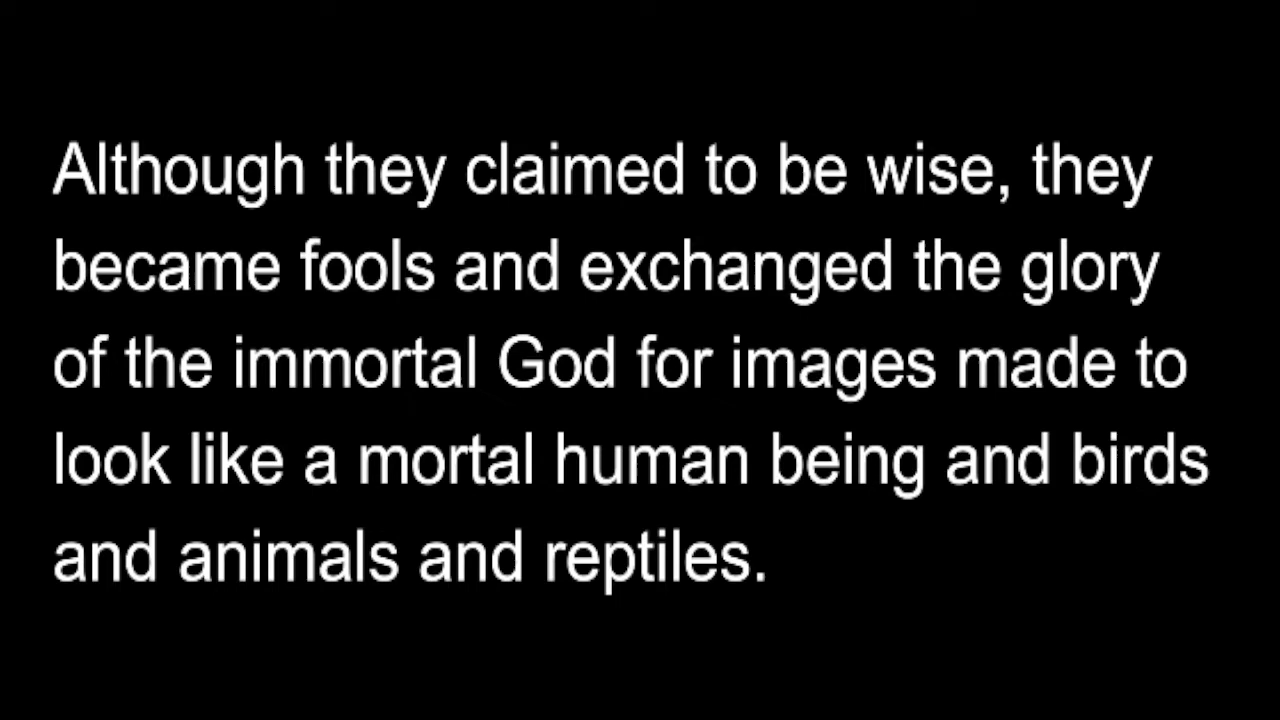 Although they claimed to be wise, they
became fools and exchanged the glory
of the immortal God for images made to
look like a mortal human being and birds
and animals and reptiles.